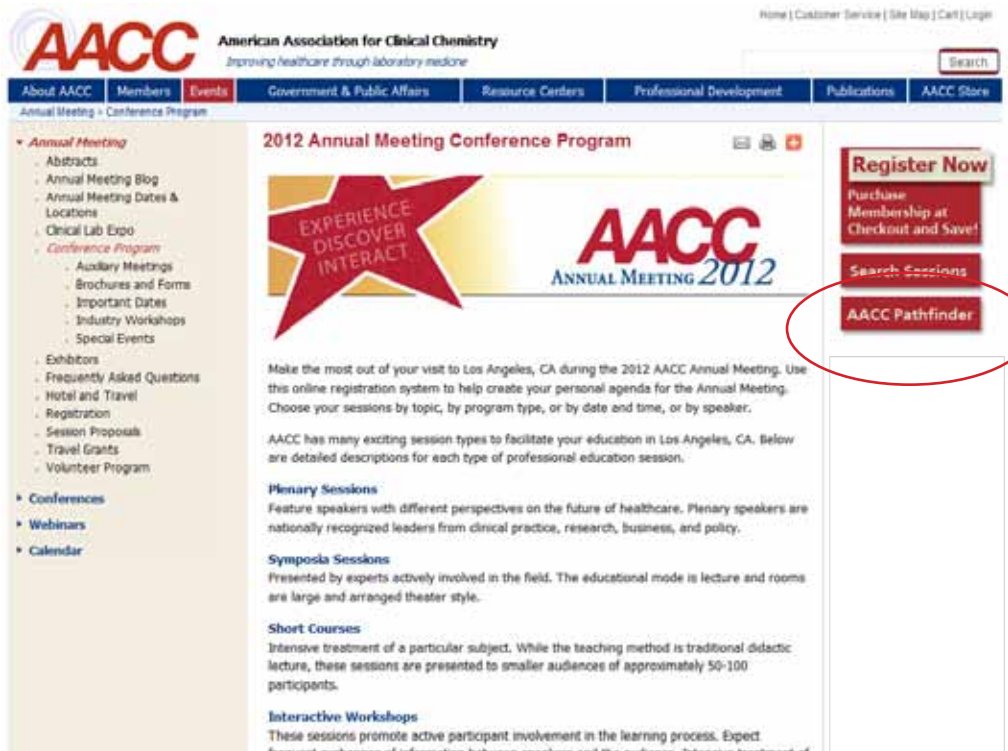 Home | Customer Service | Site Map | Cart | Login
AACC
American Association for Clinical Chemistry
Improving healthcare through laboratory medicine
Search
About AACC Members Events Government & Public Affairs Resource Centers Professional Development Publications AACC Store
Annual Meeting > Conference Program
Annual Meeting
Abstracts
Annual Meeting Blog
Annual Meeting Dates &
Locations
Clinical Lab Expo
Conference Program
Auxiliary Meetings
Brochures and Forms
Important Dates
Industry Workshops
Special Events
Exhibitors
Frequently Asked Questions
Hotel and Travel
Registration
Session Proposals
Travel Grants
Volunteer Program
Conferences
Webinars
Calendar
2012 Annual Meeting Conference Program
EXPERIENCE
DISCOVER
INTERACT
AACC
ANNUAL MEETING 2012
Make the most out of your visit to Los Angeles, CA during the 2012 AACC Annual Meeting. Use
this online registration system to help create your personal agenda for the Annual Meeting.
Choose your sessions by topic, by program type, or by date and time, or by speaker.
AACC has many exciting session types to facilitate your education in Los Angeles, CA. Below
are detailed descriptions for each type of professional education session.
Plenary Sessions
Feature speakers with different perspectives on the future of healthcare. Plenary speakers are
nationally recognized leaders from clinical practice, research, business, and policy.
Symposia Sessions
Presented by experts actively involved in the field. The educational mode is lecture and rooms
are large and arranged theater style.
Short Courses
Intensive treatment of a particular subject. While the teaching method is traditional didactic
lecture, these sessions are presented to smaller audiences of approximately 50-100
participants.
Interactive Workshops
These sessions promote active participant involvement in the learning process. Expect
Register Now
Purchase
Membership at
Checkout and Save!
Search Sessions
AACC Pathfinder